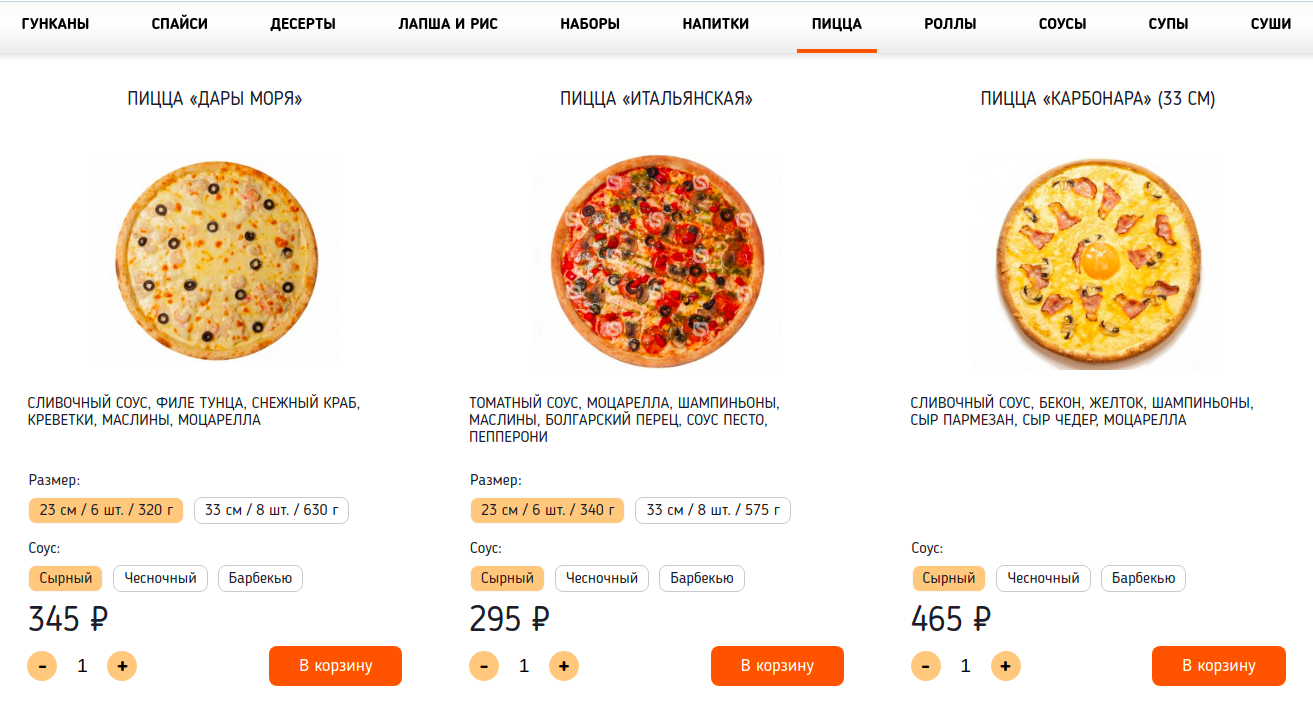 ГУНКАНЫ СПАЙСИ ДЕСЕРТЫ ЛАПША И РИС НАБОРЫ НАПИТКИ ПИЦЦА РОЛЛЫ СОУСЫ СУПЫ СУШИ
ПИЦЦА «ДАРЫ МОРЯ»
СЛИВОЧНЫЙ СОУС, ФИЛЕ ТУНЦА, СНЕЖНЫЙ КРАБ,
КРЕВЕТКИ, МАСЛИНЫ, МОЦАРЕЛЛА
Размер:
23 см / 6 шт. / 320 г 33 см / 8 шт. / 630 г
Соус:
Сырный Чесночный Барбекью
345 ₽
- 1 + В корзину
ПИЦЦА «ИТАЛЬЯНСКАЯ»
ТОМАТНЫЙ СОУС, МОЦАРЕЛЛА, ШАМПИНЬОНЫ,
МАСЛИНЫ, БОЛГАРСКИЙ ПЕРЕЦ, СОУС ПЕСТО,
ПЕППЕРОНИ
Размер:
23 см / 6 шт. / 340 г 33 см / 8 шт. / 575 г
Соус:
Сырный Чесночный Барбекью
295 ₽
- 1 + В корзину
ПИЦЦА «КАРБОНАРА» (33 СМ)
СЛИВОЧНЫЙ СОУС, БЕКОН, ЖЕЛТОК, ШАМПИНЬОНЫ,
СЫР ПАРМЕЗАН, СЫР ЧЕДЕР, МОЦАРЕЛЛА
Соус:
Сырный Чесночный Барбекью
465 ₽
- 1 + В корзину